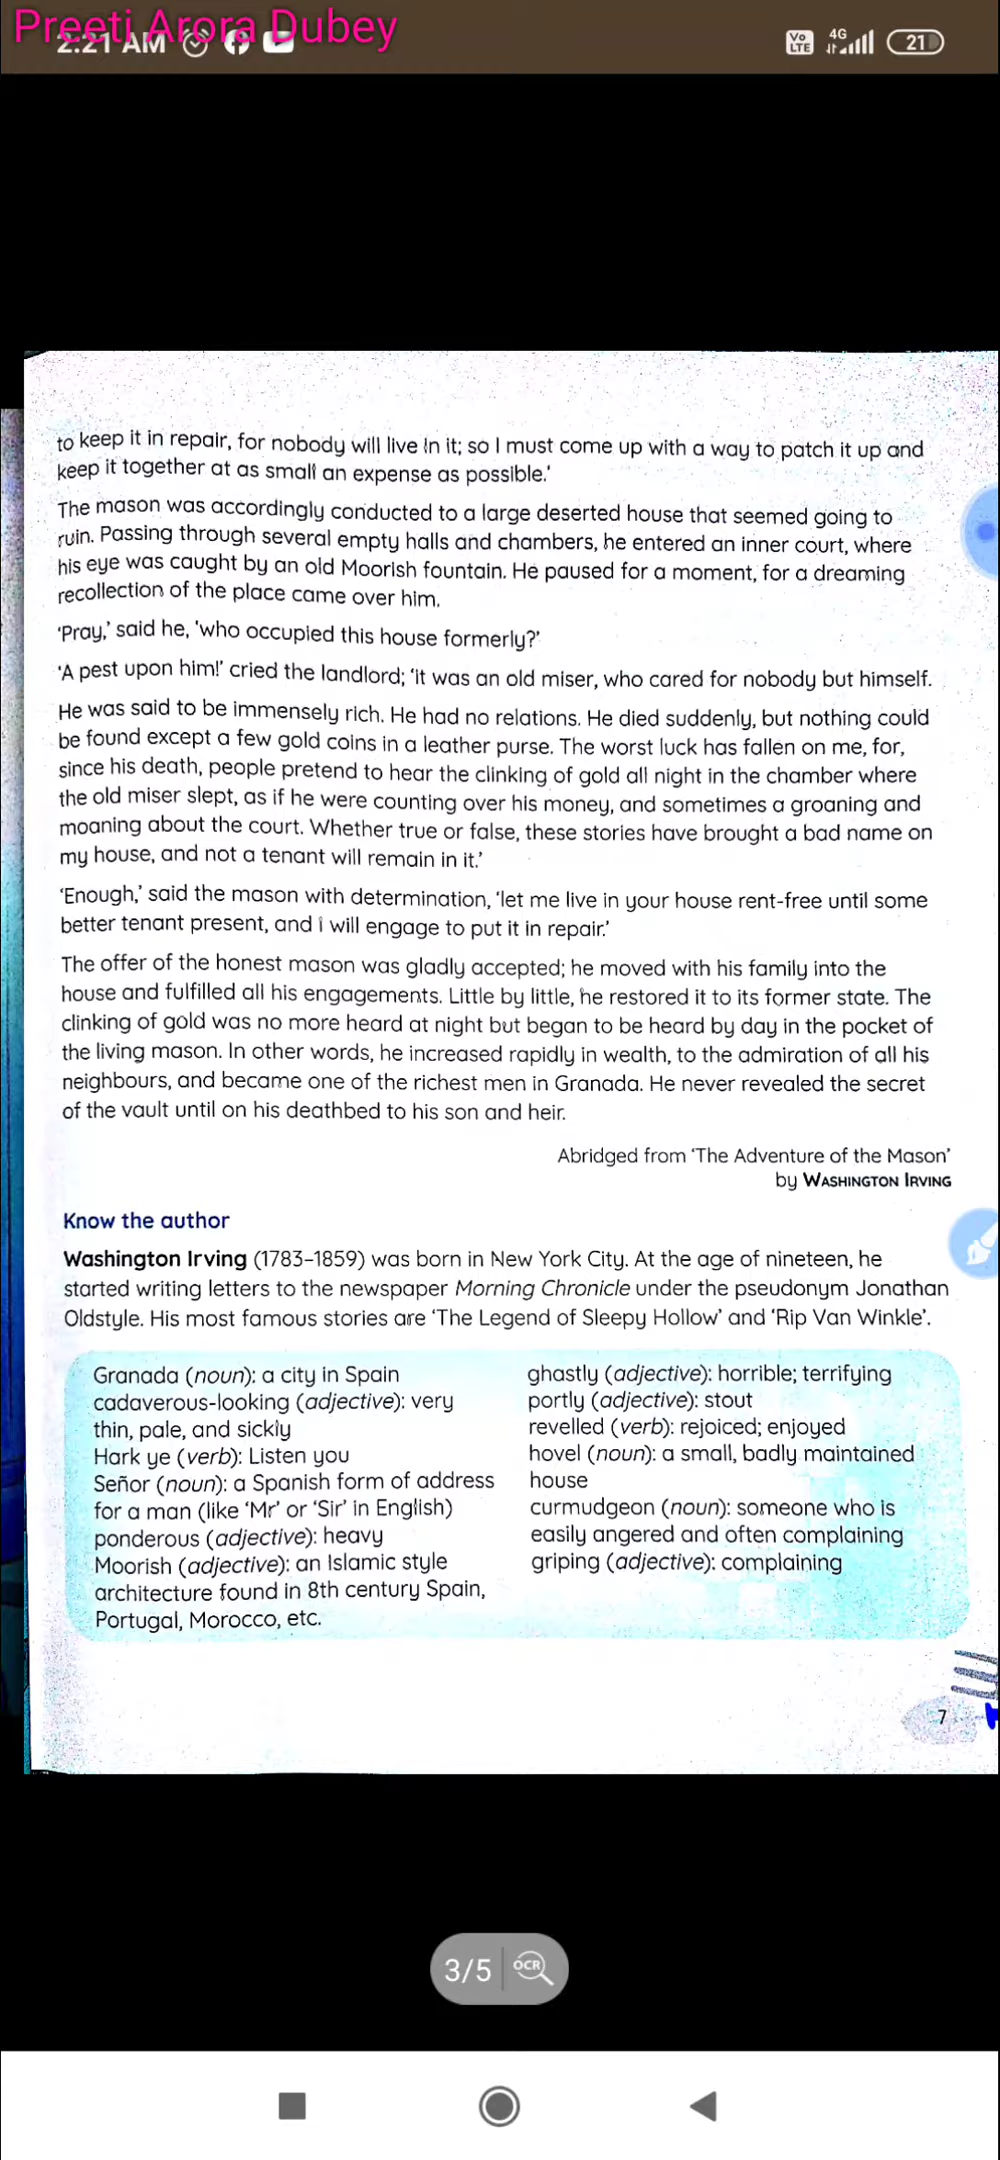 Preeti Arora Dubey
2:21 AM
Vo LTE 4G 21
to keep it in repair, for nobody will live in it; so I must come up with a way to patch it up and
keep it together at as small an expense as possible.'
The mason was accordingly conducted to a large deserted house that seemed going to
ruin. Passing through several empty halls and chambers, he entered an inner court, where
his eye was caught by an old Moorish fountain. He paused for a moment, for a dreaming
recollection of the place came over him.
'Pray,' said he, 'who occupied this house formerly?'
'A pest upon him!' cried the landlord; 'it was an old miser, who cared for nobody but himself.
He was said to be immensely rich. He had no relations. He died suddenly, but nothing could
be found except a few gold coins in a leather purse. The worst luck has fallen on me, for,
since his death, people pretend to hear the clinking of gold all night in the chamber where
the old miser slept, as if he were counting over his money, and sometimes a groaning and
moaning about the court. Whether true or false, these stories have brought a bad name on
my house, and not a tenant will remain in it.'
'Enough,' said the mason with determination, 'let me live in your house rent-free until some
better tenant present, and i will engage to put it in repair.'
The offer of the honest mason was gladly accepted; he moved with his family into the
house and fulfilled all his engagements. Little by little, he restored it to its former state. The
clinking of gold was no more heard at night but began to be heard by day in the pocket of
the living mason. In other words, he increased rapidly in wealth, to the admiration of all his
neighbours, and became one of the richest men in Granada. He never revealed the secret
of the vault until on his deathbed to his son and heir.
Abridged from 'The Adventure of the Mason'
by WASHINGTON IRVING
Know the author
Washington Irving (1783–1859) was born in New York City. At the age of nineteen, he
started writing letters to the newspaper Morning Chronicle under the pseudonym Jonathan
Oldstyle. His most famous stories are 'The Legend of Sleepy Hollow' and 'Rip Van Winkle'.
Granada (noun): a city in Spain
cadaverous-looking (adjective): very
thin, pale, and sickly
Hark ye (verb): Listen you
Señor (noun): a Spanish form of address
for a man (like 'Mr' or 'Sir' in English)
ponderous (adjective): heavy
Moorish (adjective): an Islamic style
architecture found in 8th century Spain,
Portugal, Morocco, etc.
ghastly (adjective): horrible; terrifying
portly (adjective): stout
revelled (verb): rejoiced; enjoyed
hovel (noun): a small, badly maintained
house
curmudgeon (noun): someone who is
easily angered and often complaining
griping (adjective): complaining
7
3/5 OCR